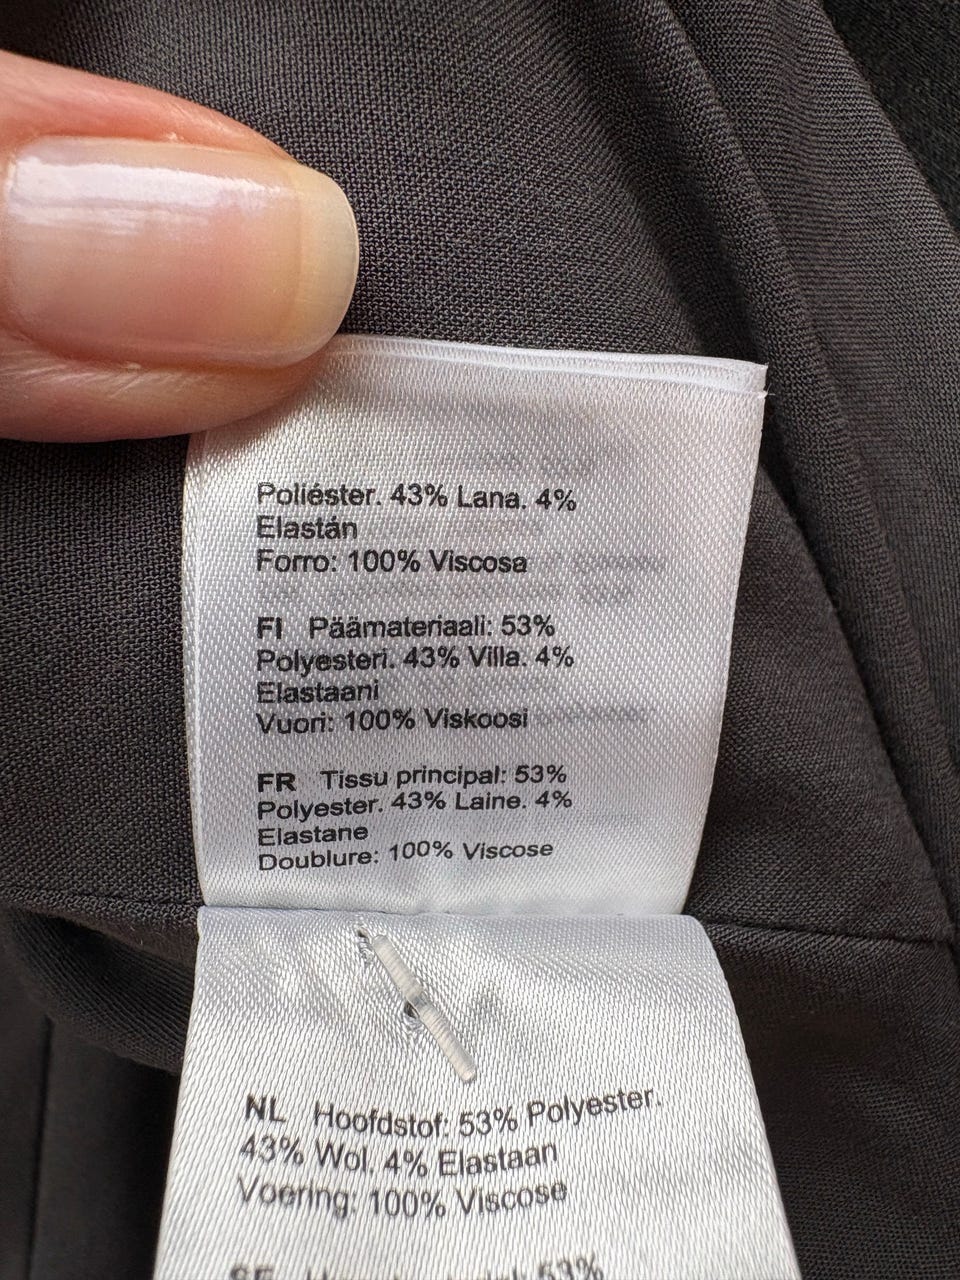 Poliéster. 43% Lana. 4%
Elastán
Forro: 100% Viscosa
FI Päämateriaali: 53%
Polyesteri. 43% Villa. 4%
Elastaani
Vuori: 100% Viskoosi
FR Tissu principal: 53%
Polyester. 43% Laine. 4%
Elastane
Doublure: 100% Viscose
NL Hoofdstof: 53% Polyester.
43% Wol. 4% Elastaan
Voering: 100% Viscose
SE 53%